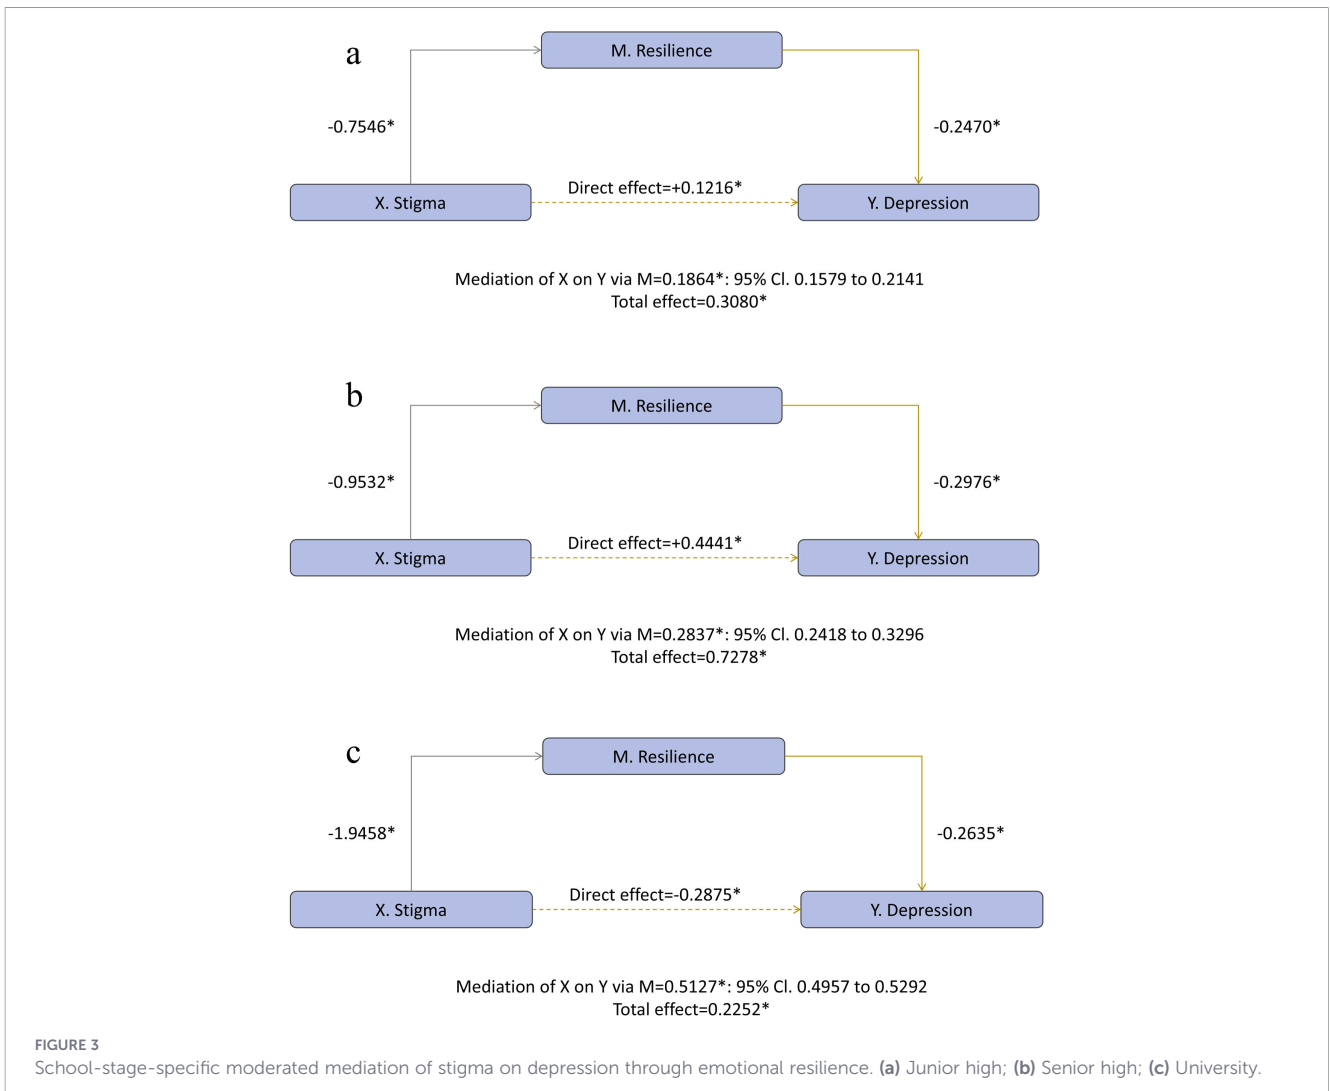 a
M. Resilience
-0.7546*
-0.2470*
Direct effect=+0.1216*
X. Stigma
Y. Depression
Mediation of X on Y via M=0.1864*: 95% Cl. 0.1579 to 0.2141
Total effect=0.3080*
b
M. Resilience
-0.9532*
-0.2976*
Direct effect=+0.4441*
X. Stigma
Y. Depression
Mediation of X on Y via M=0.2837*: 95% Cl. 0.2418 to 0.3296
Total effect=0.7278*
c
M. Resilience
-1.9458*
-0.2635*
Direct effect=-0.2875*
X. Stigma
Y. Depression
Mediation of X on Y via M=0.5127*: 95% Cl. 0.4957 to 0.5292
Total effect=0.2252*
FIGURE 3
School-stage-specific moderated mediation of stigma on depression through emotional resilience. (a) Junior high; (b) Senior high; (c) University.